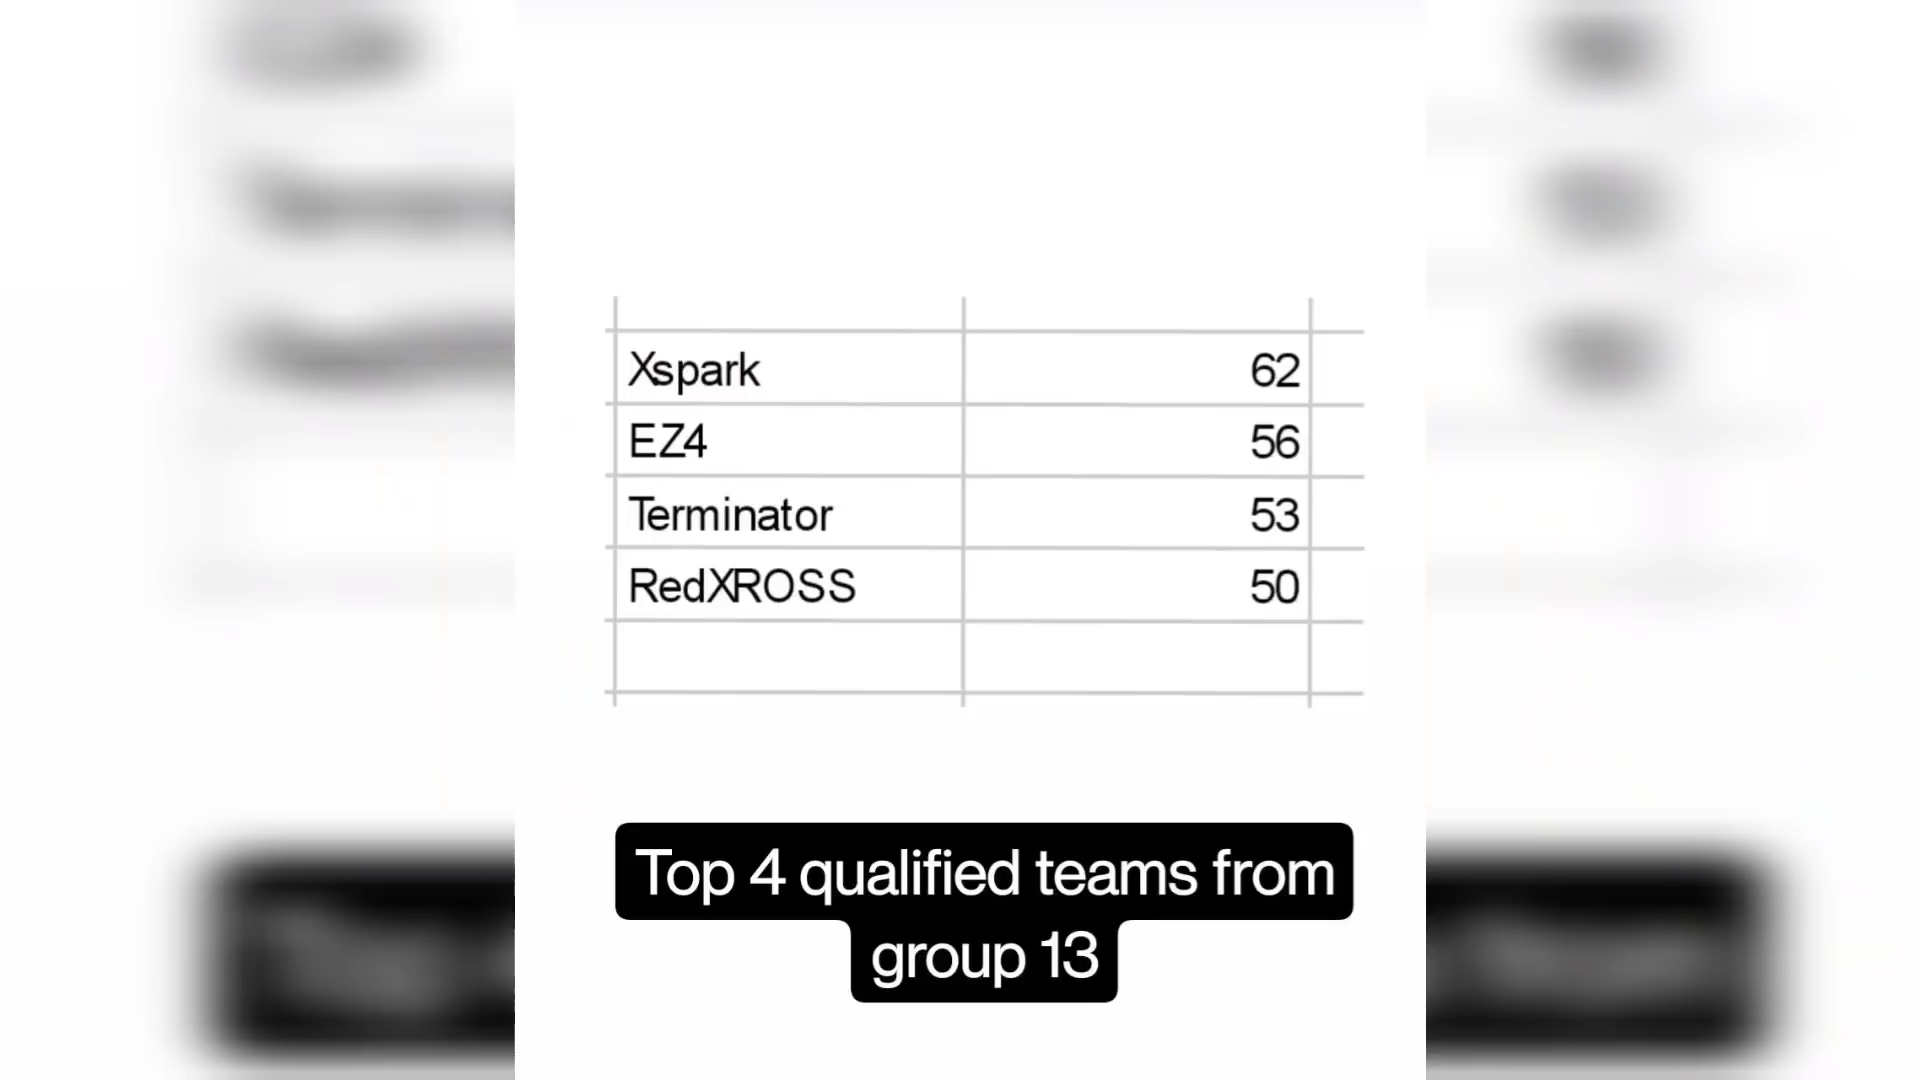 Xspark 62
EZ4 56
Terminator 53
RedXROSS 50
Top 4 qualified teams from
group 13